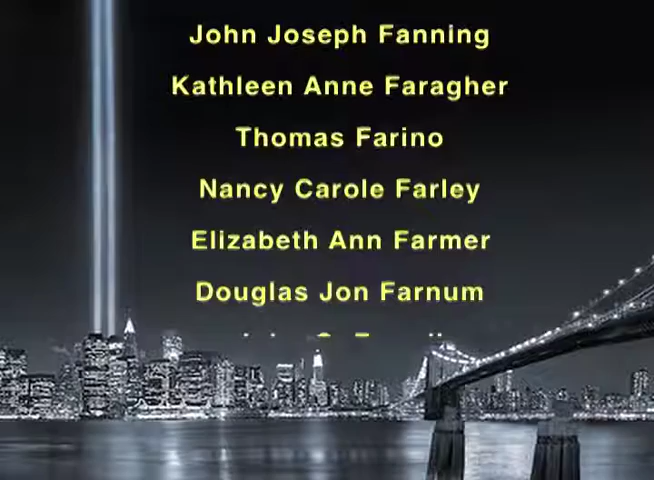 John Joseph Fanning
Kathleen Anne Faragher
Thomas Farino
Nancy Carole Farley
Elizabeth Ann Farmer
Douglas Jon Farnum